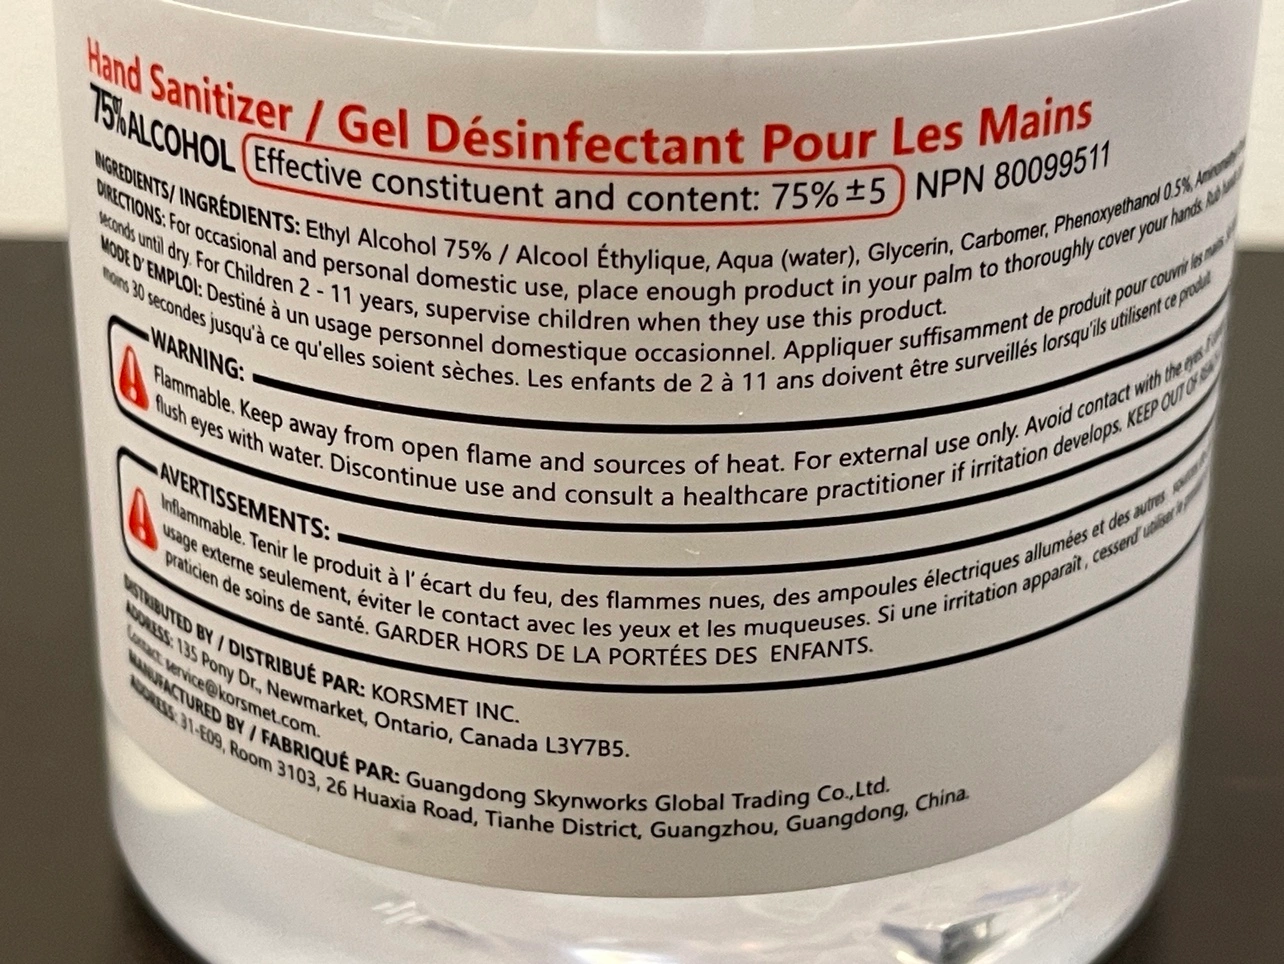 Hand Sanitizer / Gel Désinfectant Pour Les Mains
75%ALCOHOL Effective constituent and content: 75% ±5 NPN 80099511
INGREDIENTS/ INGRÉDIENTS: Ethyl Alcohol 75% / Alcool Éthylique, Aqua (water), Glycerin, Carbomer, Phenoxyethanol 0.5%,
DIRECTIONS: For occasional and personal domestic use, place enough product in your palm to thoroughly cover your hands. Rub
seconds until dry. For Children 2 - 11 years, supervise children when they use this product.
MODE D' EMPLOI: Destiné à un usage personnel domestique occasionnel. Appliquer suffisamment de produit pour couvrir les mains.
moins 30 secondes jusqu'à ce qu'elles soient sèches. Les enfants de 2 à 11 ans doivent être surveillés lorsqu'ils utilisent ce produit.
WARNING:
Flammable. Keep away from open flame and sources of heat. For external use only. Avoid contact with the eyes.
flush eyes with water. Discontinue use and consult a healthcare practitioner if irritation develops. KEEP OUT OF
AVERTISSEMENTS:
Inflammable. Tenir le produit à l' écart du feu, des flammes nues, des ampoules électriques allumées et des autres
usage externe seulement, éviter le contact avec les yeux et les muqueuses. Si une irritation apparaît, cesserd' utiliser le
praticien de soins de santé. GARDER HORS DE LA PORTÉES DES ENFANTS.
DISTRIBUTED BY / DISTRIBUÉ PAR: KORSMET INC.
ADDRESS: 135 Pony Dr., Newmarket, Ontario, Canada L3Y7B5.
Contact: service@korsmet.com.
MANUFACTURED BY / FABRIQUÉ PAR: Guangdong Skynworks Global Trading Co.,Ltd.
ADDRESS: 31-E09, Room 3103, 26 Huaxia Road, Tianhe District, Guangzhou, Guangdong, China.